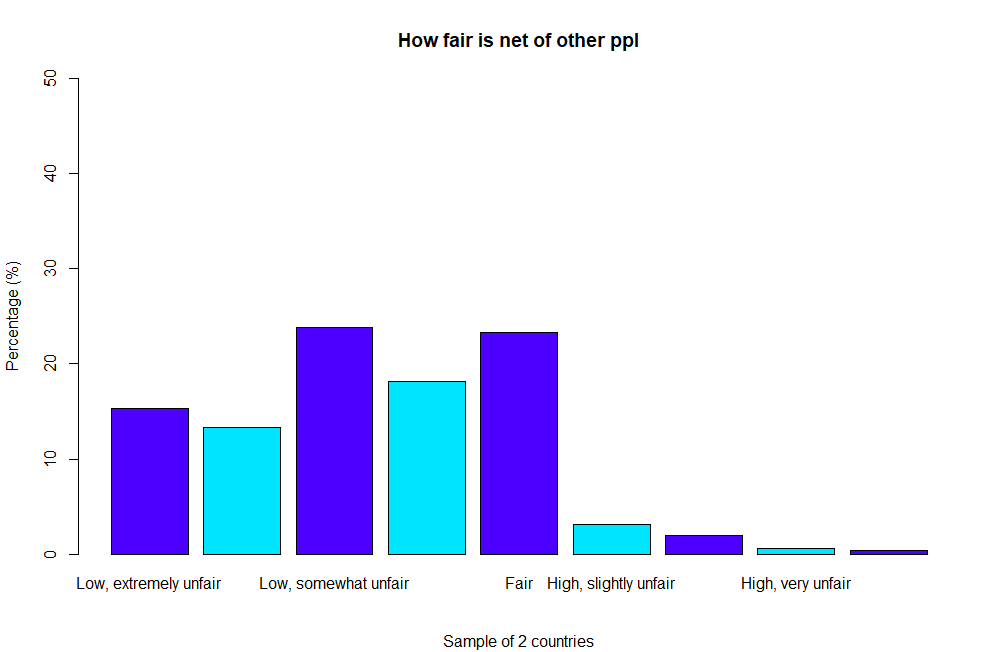 How fair is net of other ppl
Percentage (%)
50
40
30
20
10
0
Low, extremely unfair
Low, somewhat unfair
Fair
High, slightly unfair
High, very unfair
Sample of 2 countries